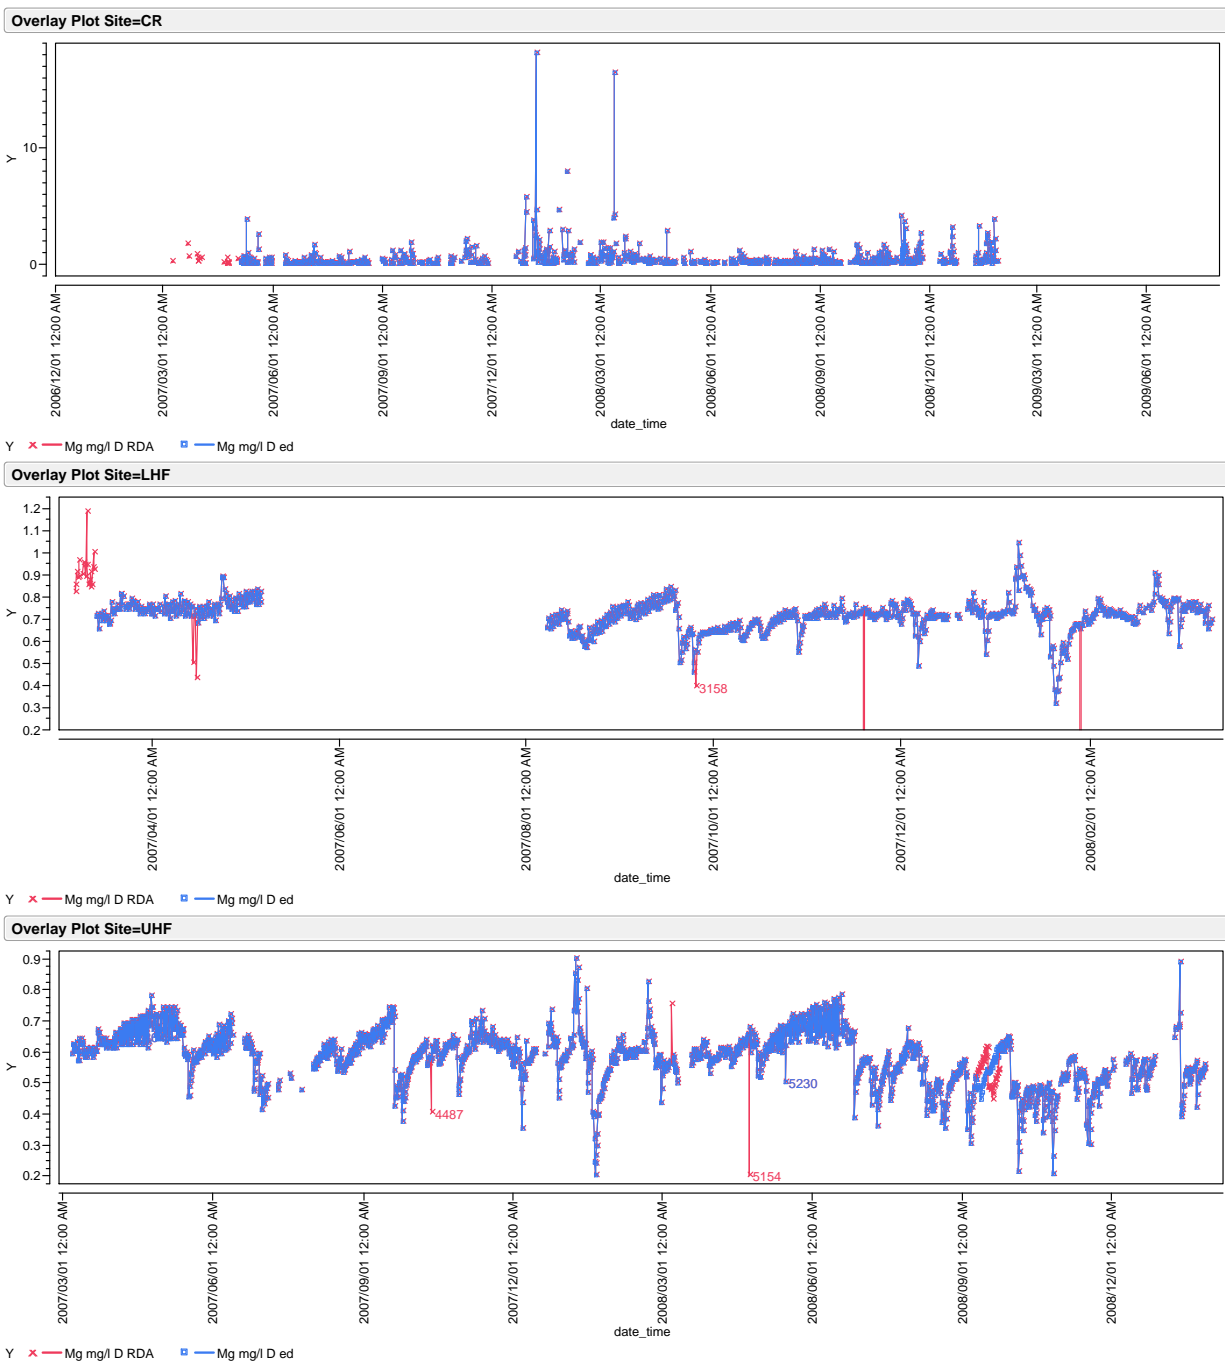 Overlay Plot Site=CR
Y
10
0
2006/12/01 12:00 AM
2007/03/01 12:00 AM
2007/06/01 12:00 AM
2007/09/01 12:00 AM
2007/12/01 12:00 AM
2008/03/01 12:00 AM
2008/06/01 12:00 AM
2008/09/01 12:00 AM
2008/12/01 12:00 AM
2009/03/01 12:00 AM
2009/06/01 12:00 AM
date_time
Y Mg mg/l D RDA Mg mg/l D ed
Overlay Plot Site=LHF
Y
1.2
1.1
1
0.9
0.8
0.7
0.6
0.5
0.4
0.3
0.2
3158
2007/04/01 12:00 AM
2007/06/01 12:00 AM
2007/08/01 12:00 AM
2007/10/01 12:00 AM
2007/12/01 12:00 AM
2008/02/01 12:00 AM
date_time
Y Mg mg/l D RDA Mg mg/l D ed
Overlay Plot Site=UHF
Y
0.9
0.8
0.7
0.6
0.5
0.4
0.3
0.2
4487
5154
5230
2007/03/01 12:00 AM
2007/06/01 12:00 AM
2007/09/01 12:00 AM
2007/12/01 12:00 AM
2008/03/01 12:00 AM
2008/06/01 12:00 AM
2008/09/01 12:00 AM
2008/12/01 12:00 AM
date_time
Y Mg mg/l D RDA Mg mg/l D ed